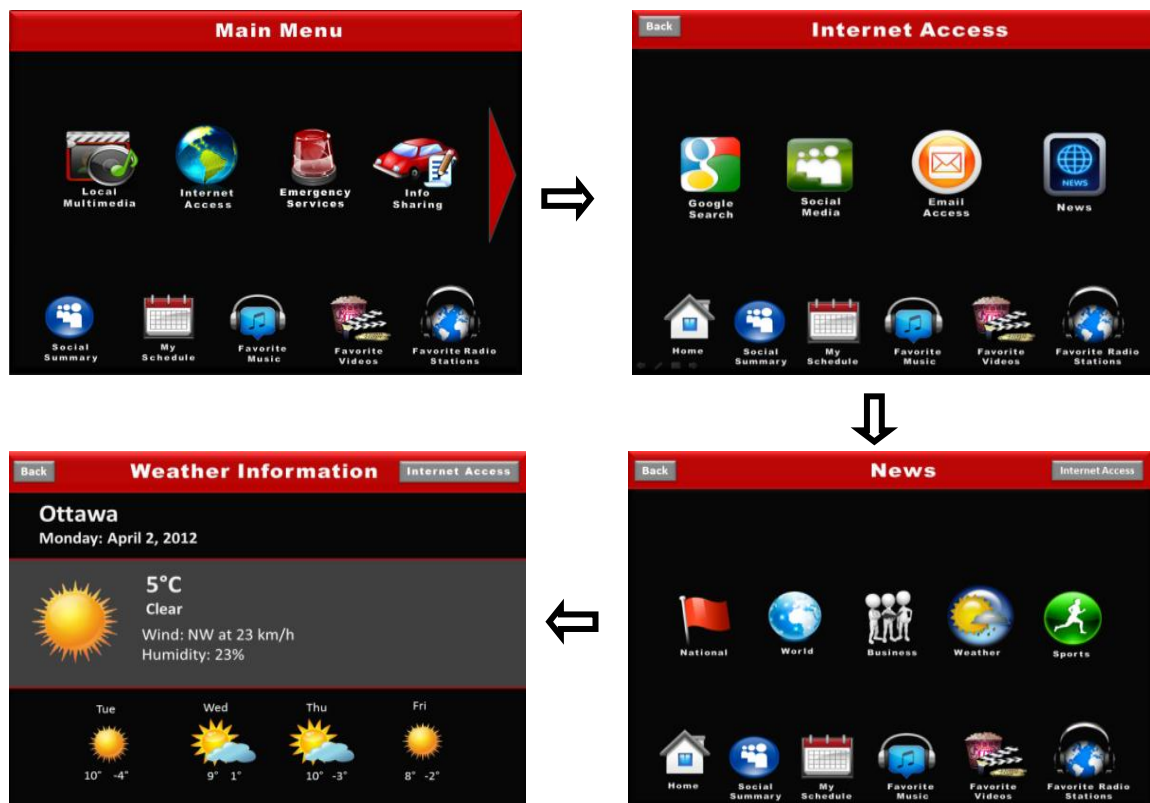 Main Menu
Local
Multimedia
Internet
Access
Emergency
Services
Info
Sharing
Social
Summary
My
Schedule
Favorite
Music
Favorite
Videos
Favorite Radio
Stations
Back
Internet Access
Google
Search
Social
Media
Email
Access
NEWS
News
Home
Social
Summary
My
Schedule
Favorite
Music
Favorite
Videos
Favorite Radio
Stations
Back
News
Internet Access
National
World
Business
Weather
Sports
Home
Social
Summary
My
Schedule
Favorite
Music
Favorite
Videos
Favorite Radio
Stations
Back
Weather Information
Internet Access
Ottawa
Monday: April 2, 2012
5°C
Clear
Wind: NW at 23 km/h
Humidity: 23%
Tue
Wed
Thu
Fri
10° -4°
9° 1°
10° -3°
8° -2°